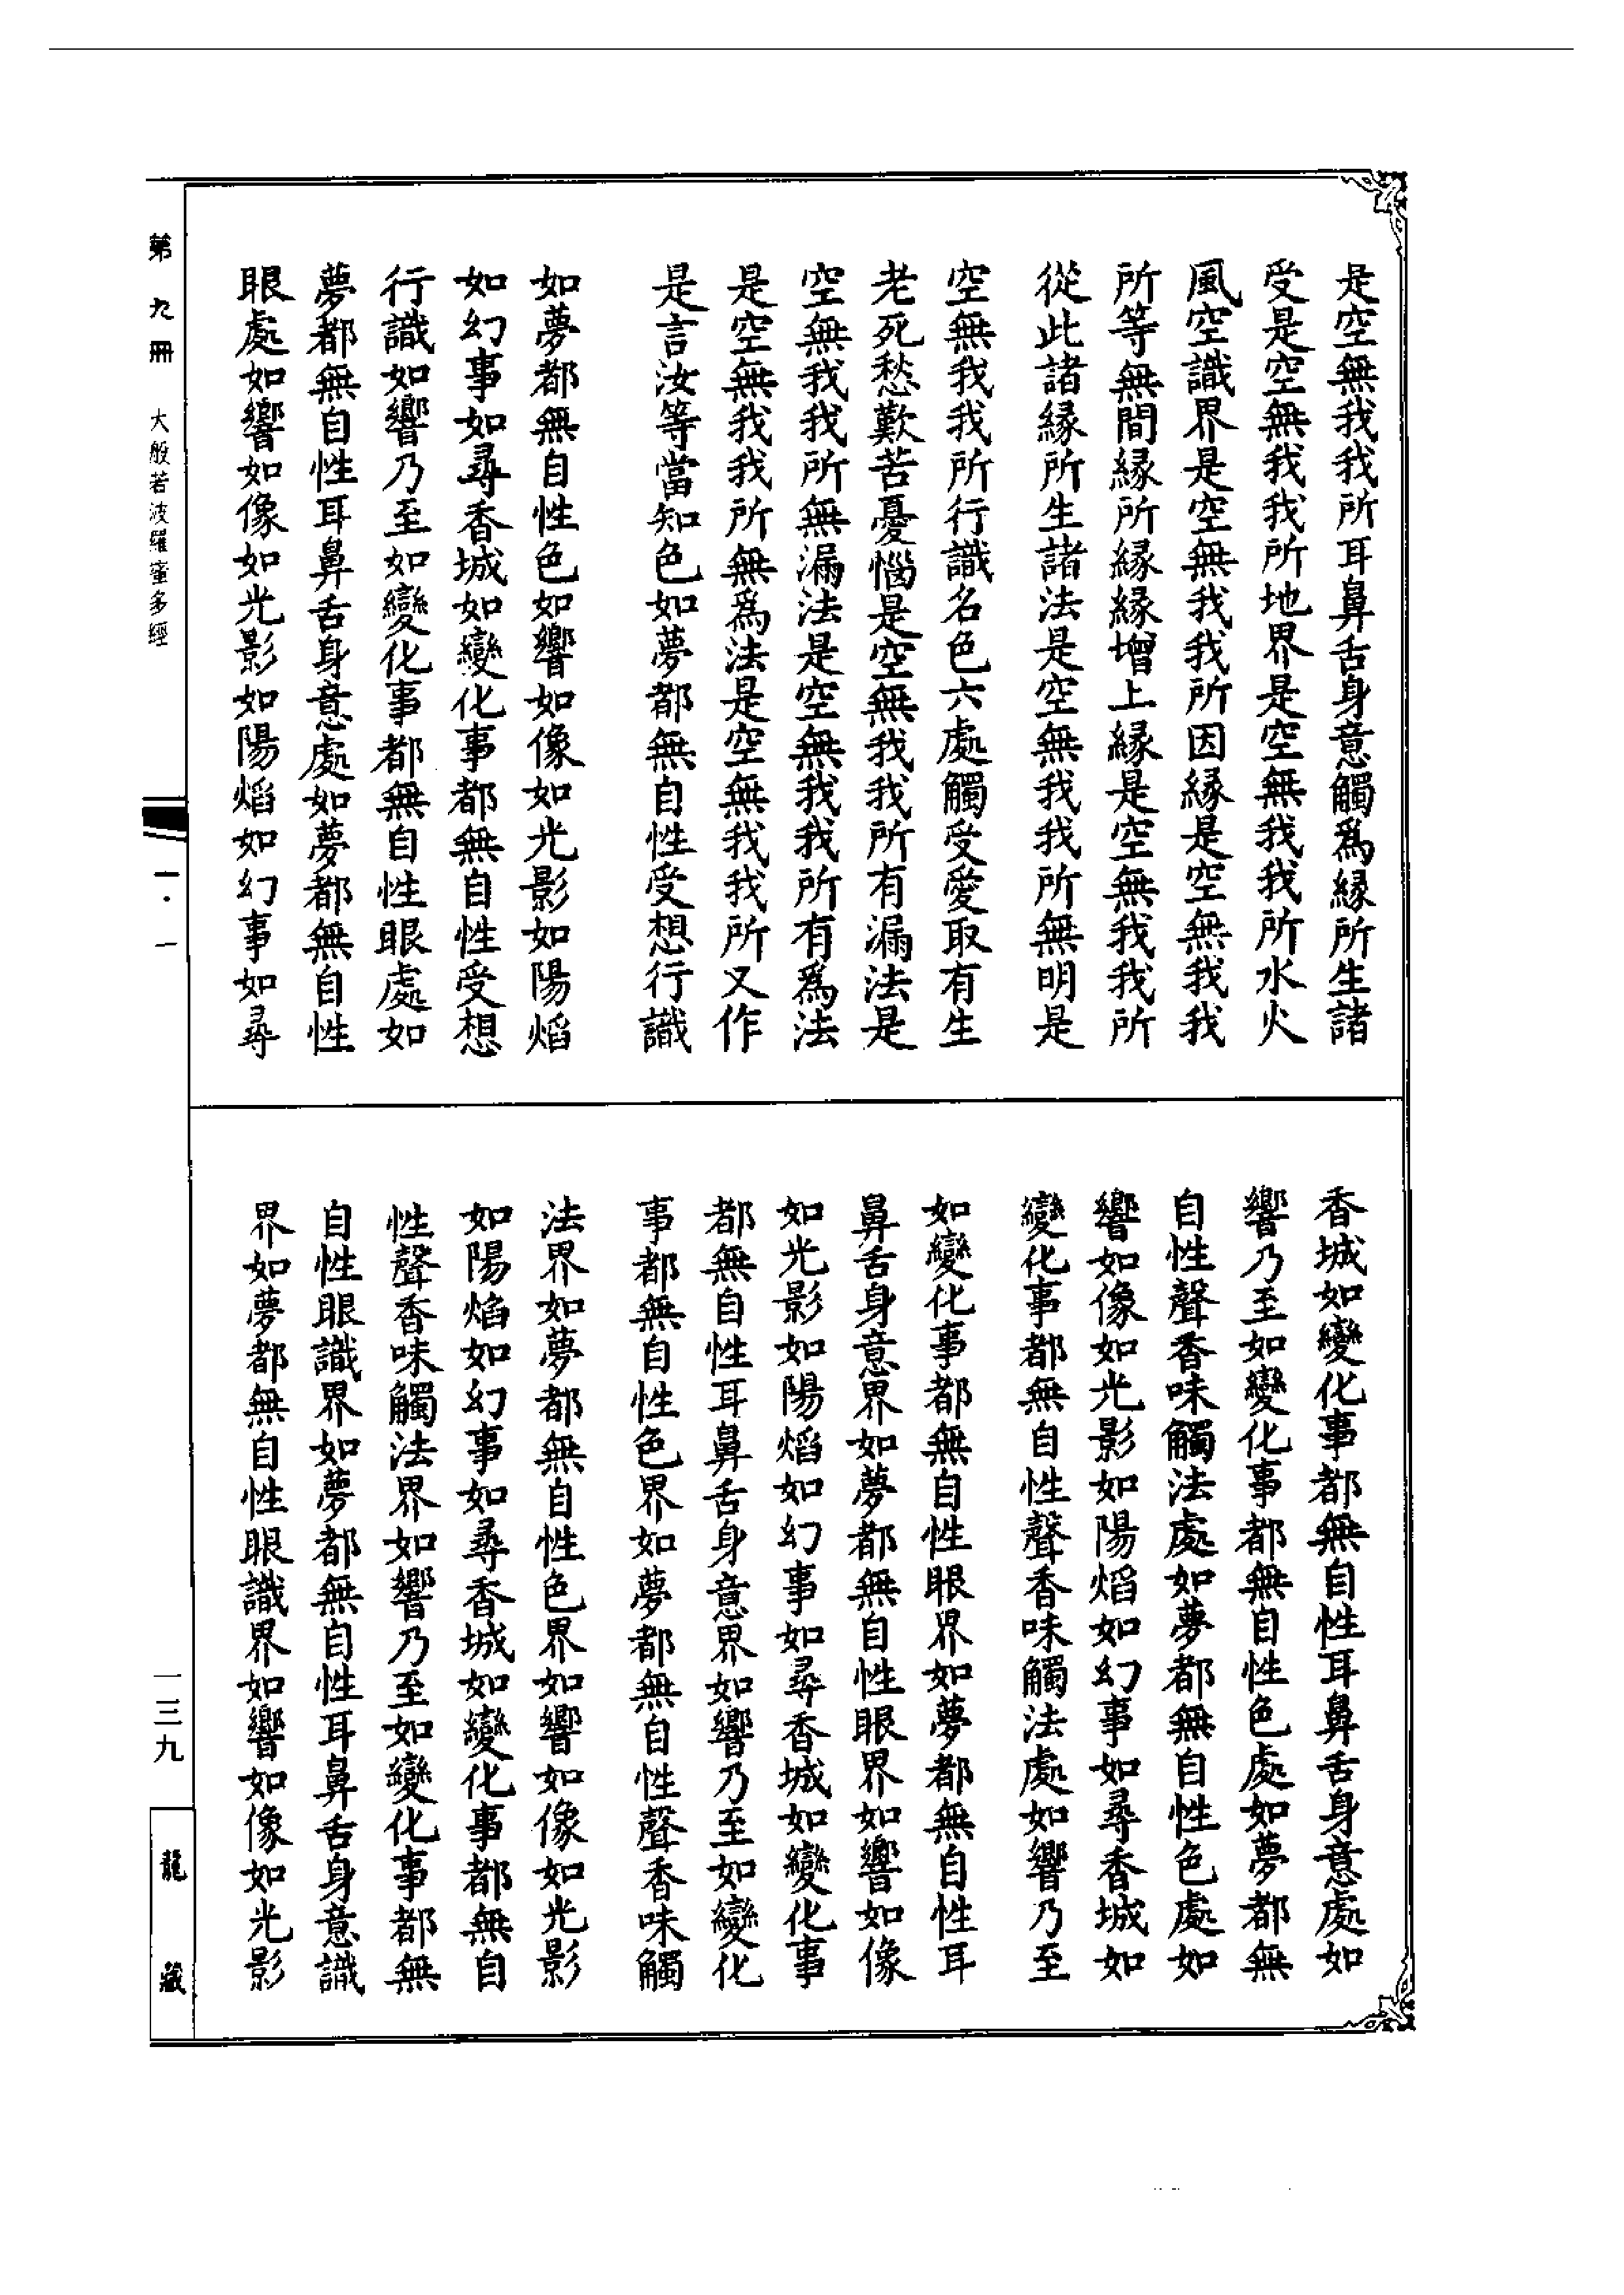 是空無我我所耳鼻舌身意觸爲緣所生諸
受是空無我我所地界是空無我我所水火
風空識界是空無我我所因緣是空無我我
所等無間緣所緣緣增上緣是空無我我所
從此諸緣所生諸法是空無我我所無明是
空無我我所行識名色六處觸受愛取有生
老死愁歎苦憂惱是空無我我所有漏法是
空無我我所無漏法是空無我我所有爲法
是空無我我所無爲法是空無我我所又作
是言汝等當知色如夢都無自性受想行識
如夢都無自性色如響如像如光影如陽焰
如幻事如尋香城如變化事都無自性受想
行識如響乃至如變化事都無自性眼處如
夢都無自性耳鼻舌身意處如夢都無自性
眼處如響如像如光影如陽焰如幻事如尋
香城如變化事都無自性耳鼻舌身意處如
響乃至如變化事都無自性色處如夢都無
自性聲香味觸法處如夢都無自性色處如
響如像如光影如陽焰如幻事如尋香城如
變化事都無自性聲香味觸法處如響乃至
如變化事都無自性眼界如夢都無自性耳
鼻舌身意界如夢都無自性眼界如響如像
如光影如陽焰如幻事如尋香城如變化事
都無自性耳鼻舌身意界如響乃至如變化
事都無自性色界如夢都無自性聲香味觸
法界如夢都無自性色界如響如像如光影
如陽焰如幻事如尋香城如變化事都無自
性聲香味觸法界如響乃至如變化事都無
自性眼識界如夢都無自性耳鼻舌身意識
界如夢都無自性眼識界如響如像如光影
第九冊 大般若波羅蜜多經
一·一
一三九
龍藏